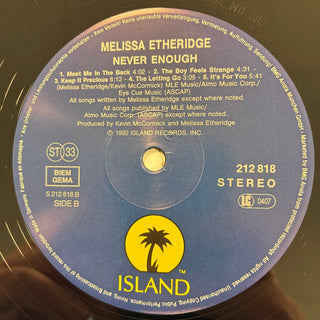 MELISSA ETHERIDGE
NEVER ENOUGH
1. Meet Me In The Back 4:02 - 2. The Boy Feels Strange 4:31 -
3. Keep It Precious 6:10 - 4. The Letting Go 3:05 - 5. It's For You 5:41
(Melissa Etheridge/Kevin McCormick) MLE Music/Almo Music Corp./
Eye Cue Music (ASCAP)
All songs written by Melissa Etheridge except where noted.
All songs published by MLE Music/
Almo Music Corp. (ASCAP) except where noted.
Produced by Kevin McCormick and Melissa Etheridge
℗ 1992 ISLAND RECORDS, INC.
ST 33
212 818
STEREO
BIEM
GEMA
LC 0407
S 212 818 B
SIDE B
ISLAND
TM